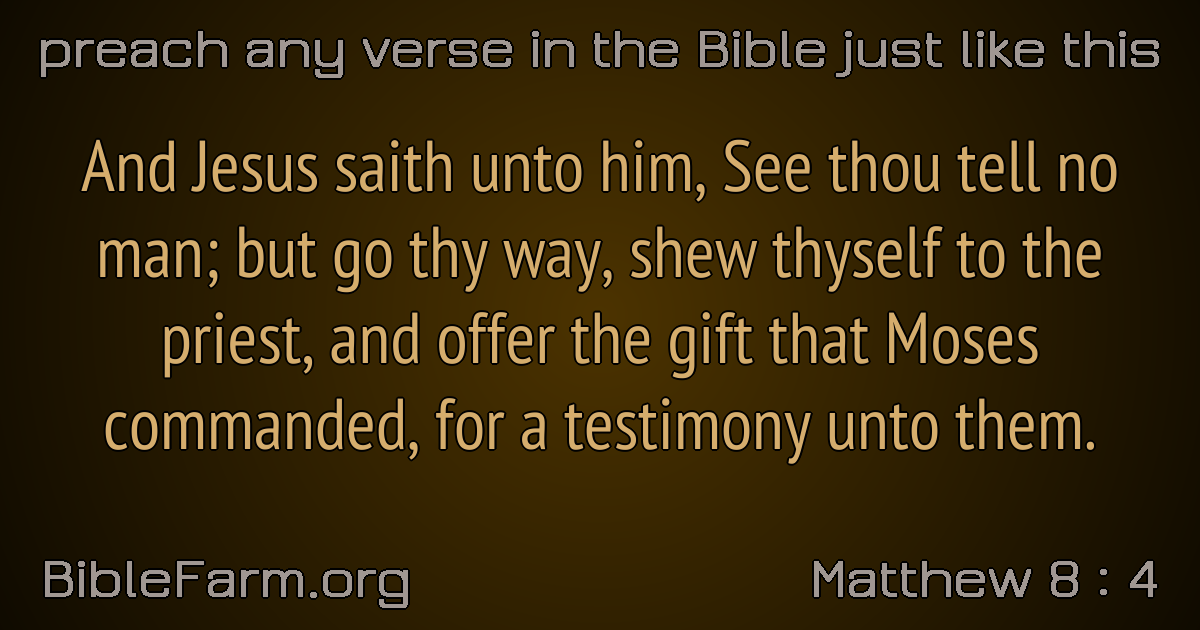 preach any verse in the Bible just like this
And Jesus saith unto him, See thou tell no
man; but go thy way, shew thyself to the
priest, and offer the gift that Moses
commanded, for a testimony unto them.
BibleFarm.org
Matthew 8 : 4